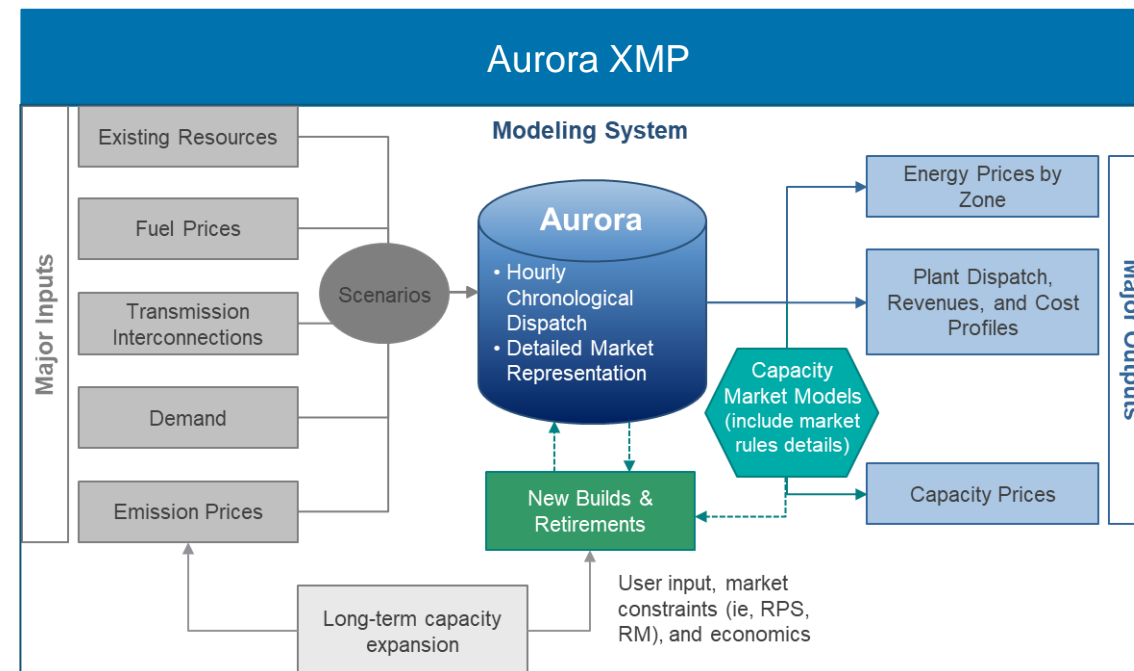 Aurora XMP
Major Inputs
Existing Resources
Fuel Prices
Transmission
Interconnections
Demand
Emission Prices
Scenarios
Modeling System
Aurora
• Hourly
Chronological
Dispatch
• Detailed Market
Representation
New Builds &
Retirements
Long-term capacity
expansion
User input, market
constraints (ie, RPS,
RM), and economics
Capacity
Market Models
(include market
rules details)
Energy Prices by
Zone
Plant Dispatch,
Revenues, and Cost
Profiles
Capacity Prices
Major Outputs